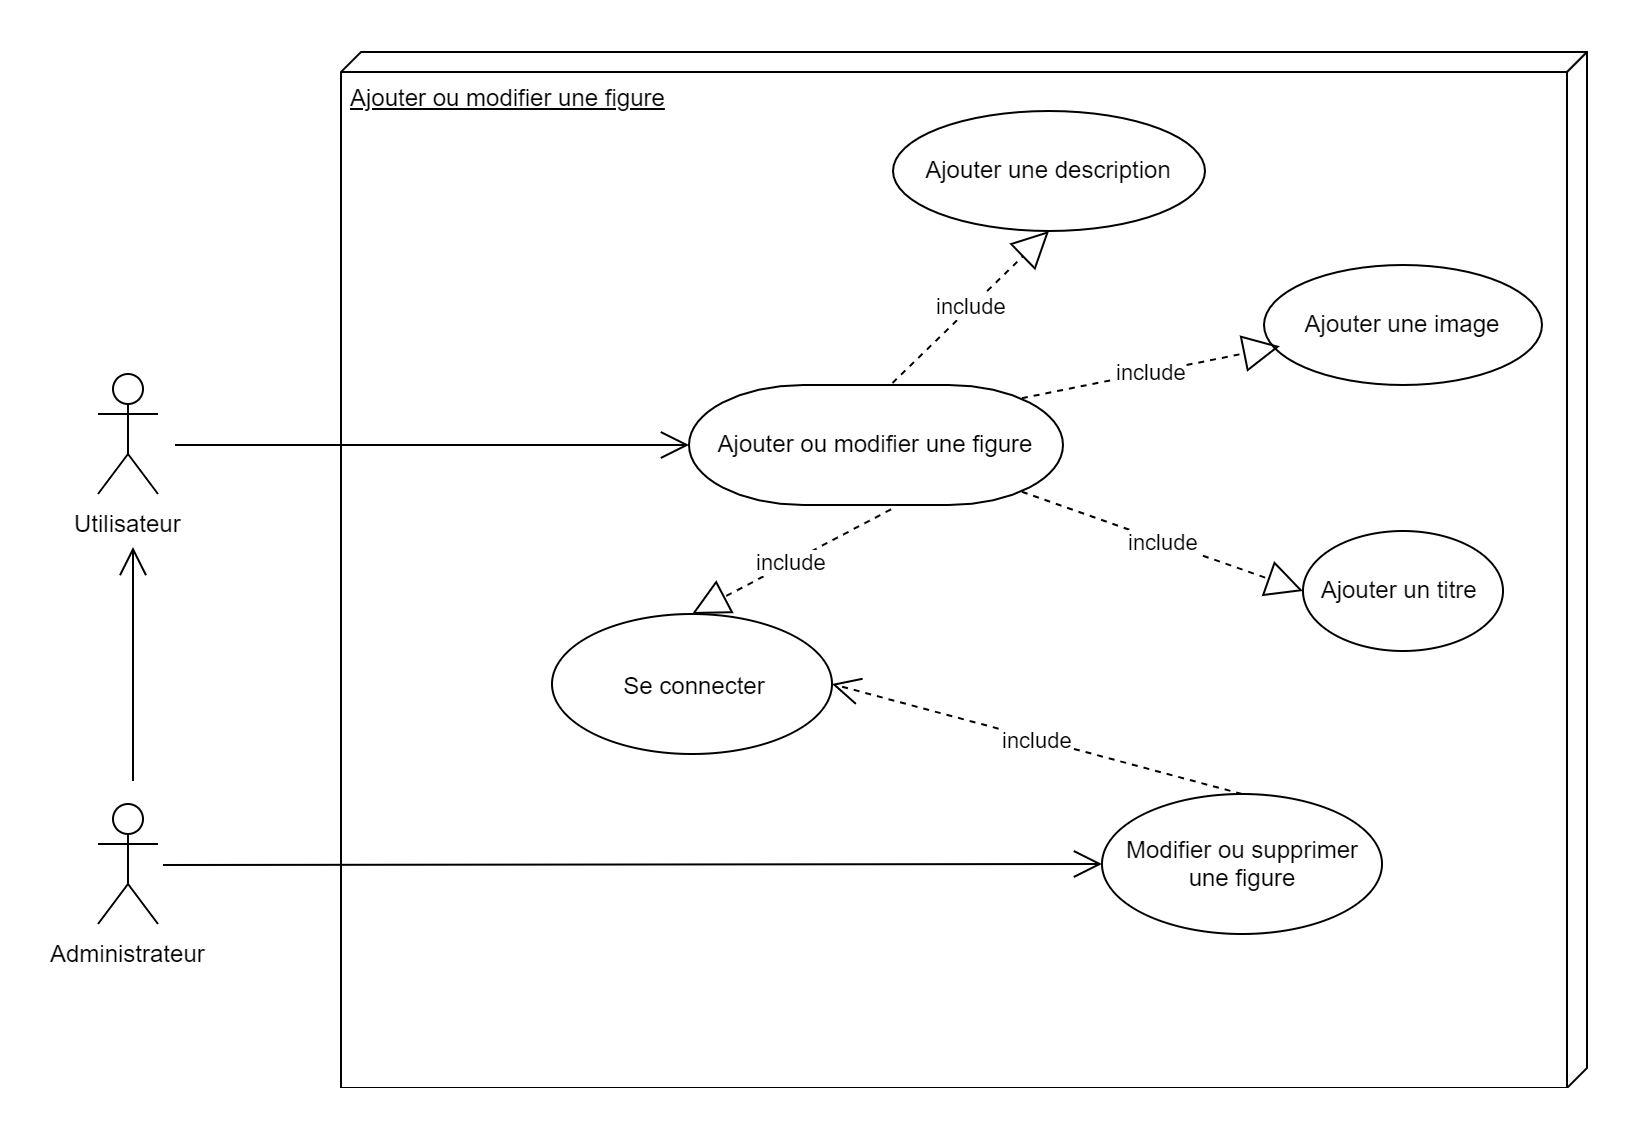 Ajouter ou modifier une figure
Ajouter une description
include
Ajouter une image
include
Ajouter ou modifier une figure
Utilisateur
include
include
Ajouter un titre
Se connecter
include
Modifier ou supprimer
une figure
Administrateur